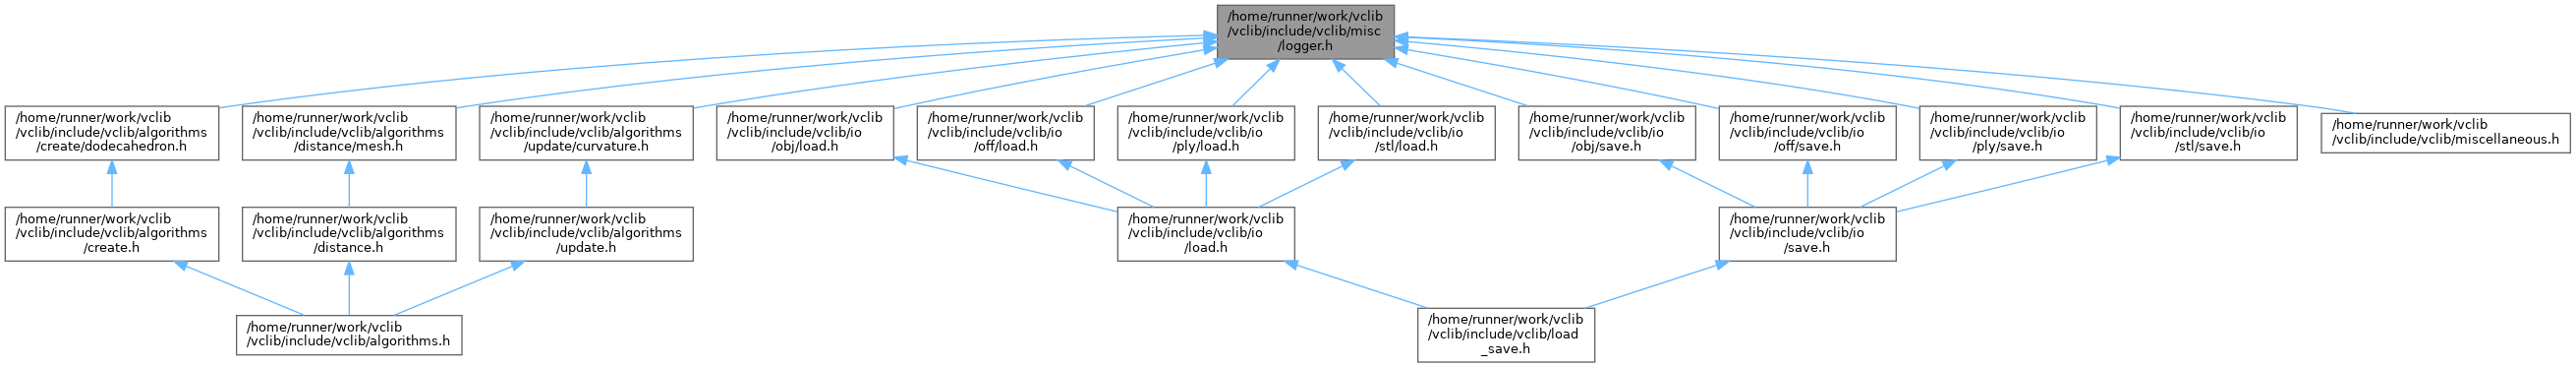 /home/runner/work/vclib
/vclib/include/vclib/misc
/logger.h
/home/runner/work/vclib
/vclib/include/vclib/algorithms
/create/dodecahedron.h
/home/runner/work/vclib
/vclib/include/vclib/algorithms
/distance/mesh.h
/home/runner/work/vclib
/vclib/include/vclib/algorithms
/update/curvature.h
/home/runner/work/vclib
/vclib/include/vclib/io
/obj/load.h
/home/runner/work/vclib
/vclib/include/vclib/io
/off/load.h
/home/runner/work/vclib
/vclib/include/vclib/io
/ply/load.h
/home/runner/work/vclib
/vclib/include/vclib/io
/stl/load.h
/home/runner/work/vclib
/vclib/include/vclib/io
/obj/save.h
/home/runner/work/vclib
/vclib/include/vclib/io
/off/save.h
/home/runner/work/vclib
/vclib/include/vclib/io
/ply/save.h
/home/runner/work/vclib
/vclib/include/vclib/io
/stl/save.h
/home/runner/work/vclib
/vclib/include/vclib/miscellaneous.h
/home/runner/work/vclib
/vclib/include/vclib/algorithms
/create.h
/home/runner/work/vclib
/vclib/include/vclib/algorithms
/distance.h
/home/runner/work/vclib
/vclib/include/vclib/algorithms
/update.h
/home/runner/work/vclib
/vclib/include/vclib/io
/load.h
/home/runner/work/vclib
/vclib/include/vclib/io
/save.h
/home/runner/work/vclib
/vclib/include/vclib/algorithms.h
/home/runner/work/vclib
/vclib/include/vclib/load
_save.h